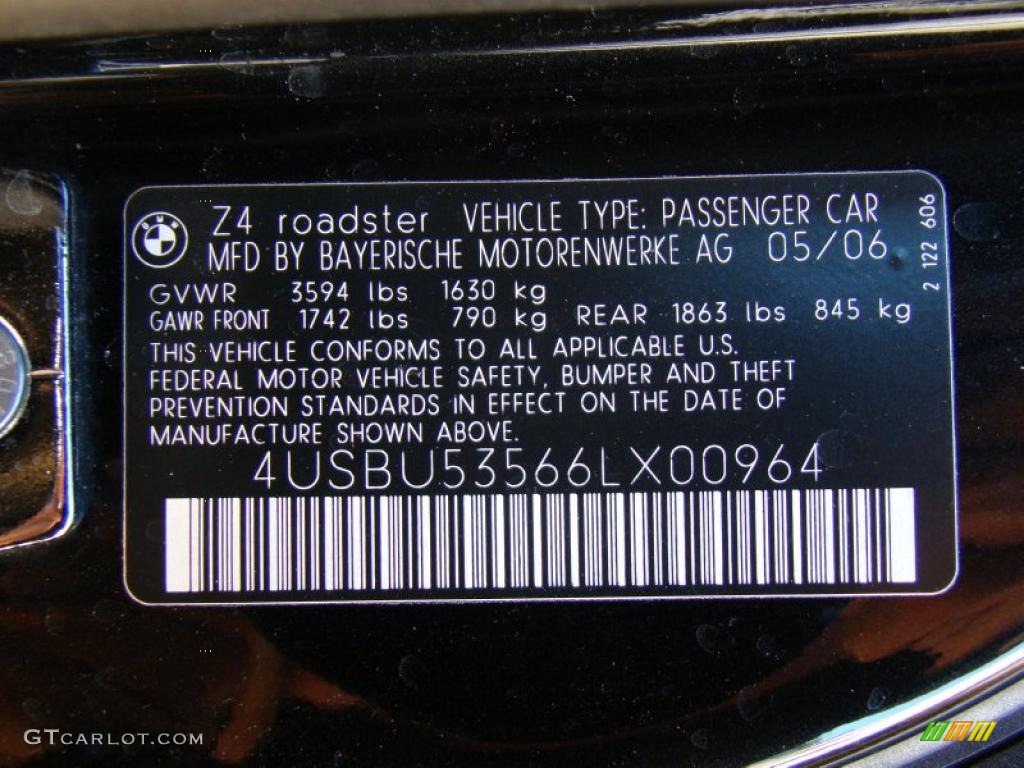 Z4 roadster VEHICLE TYPE: PASSENGER CAR
MFD BY BAYERISCHE MOTORENWERKE AG 05/06
2 122 606
GVWR 3594 lbs 1630 kg
GAWR FRONT 1742 lbs 790 kg REAR 1863 lbs 845 kg
THIS VEHICLE CONFORMS TO ALL APPLICABLE U.S.
FEDERAL MOTOR VEHICLE SAFETY, BUMPER AND THEFT
PREVENTION STANDARDS IN EFFECT ON THE DATE OF
MANUFACTURE SHOWN ABOVE.
4USBU53566LX00964
GTCARLOT.COM